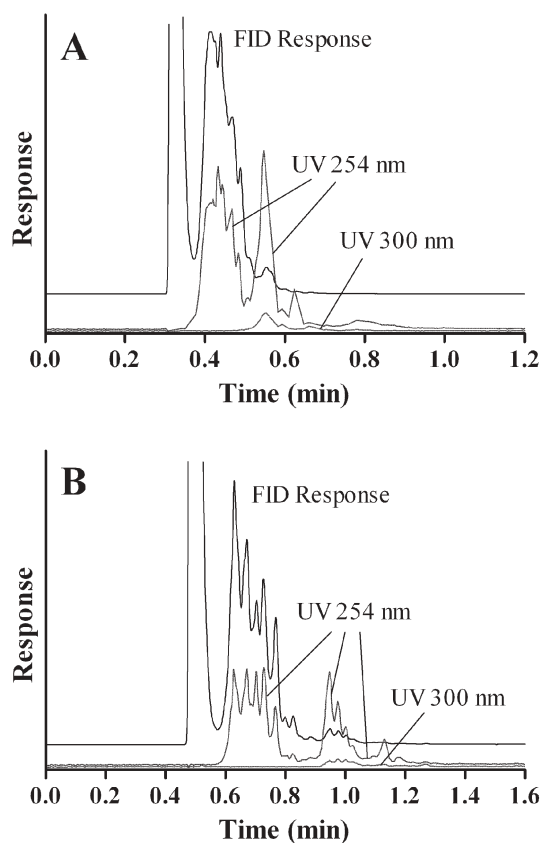 A
FID Response
UV 254 nm
UV 300 nm
Response
0.0 0.2 0.4 0.6 0.8 1.0 1.2
Time (min)
B
FID Response
UV 254 nm
UV 300 nm
Response
0.0 0.2 0.4 0.6 0.8 1.0 1.2 1.4 1.6
Time (min)